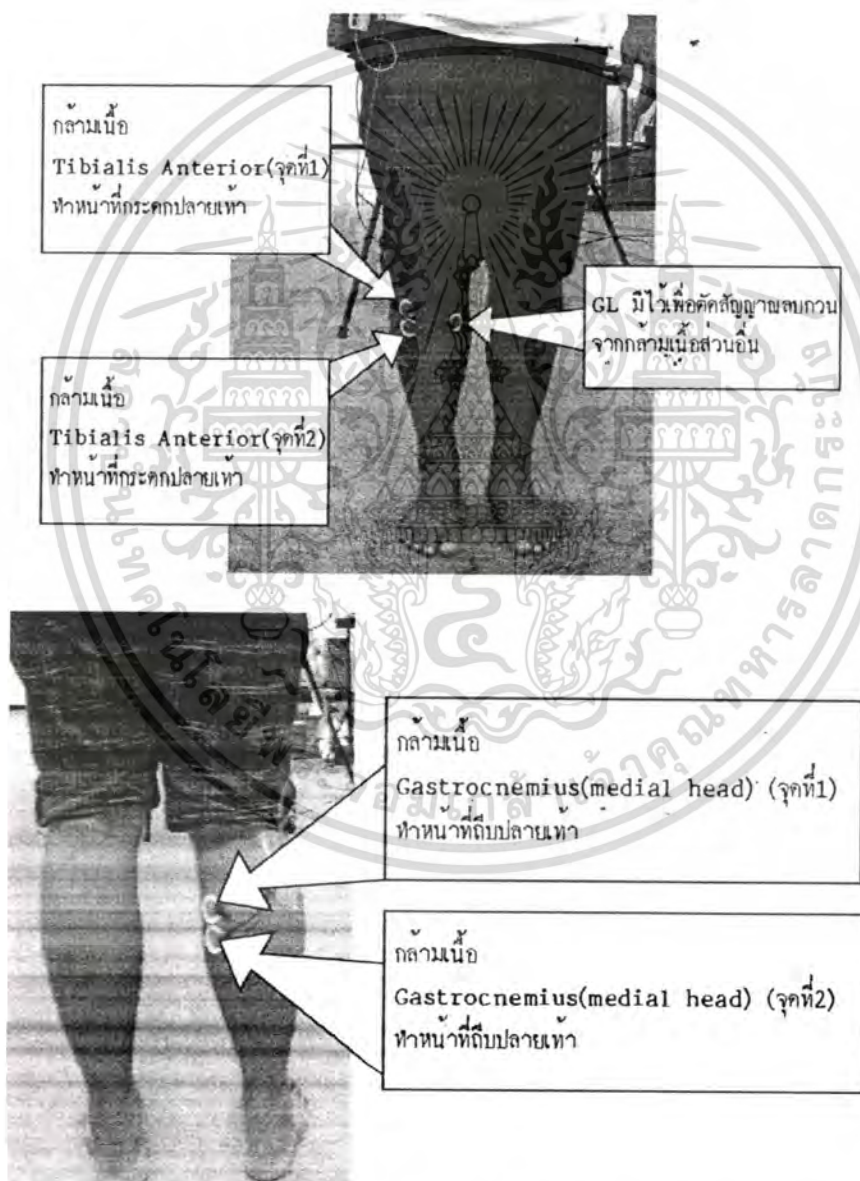 กล้ามเนื้อ
Tibialis Anterior(จุดที่1)
ทำหน้าที่กระดกปลายเท้า
GL มีไว้เพื่อตัดสัญญาณลบกวน
จากกล้ามเนื้อส่วนอื่น
กล้ามเนื้อ
Tibialis Anterior(จุดที่2)
ทำหน้าที่กระดกปลายเท้า
กล้ามเนื้อ
Gastrocnemius(medial head) (จุดที่1)
ทำหน้าที่ถีบปลายเท้า
กล้ามเนื้อ
Gastrocnemius(medial head) (จุดที่2)
ทำหน้าที่ถีบปลายเท้า